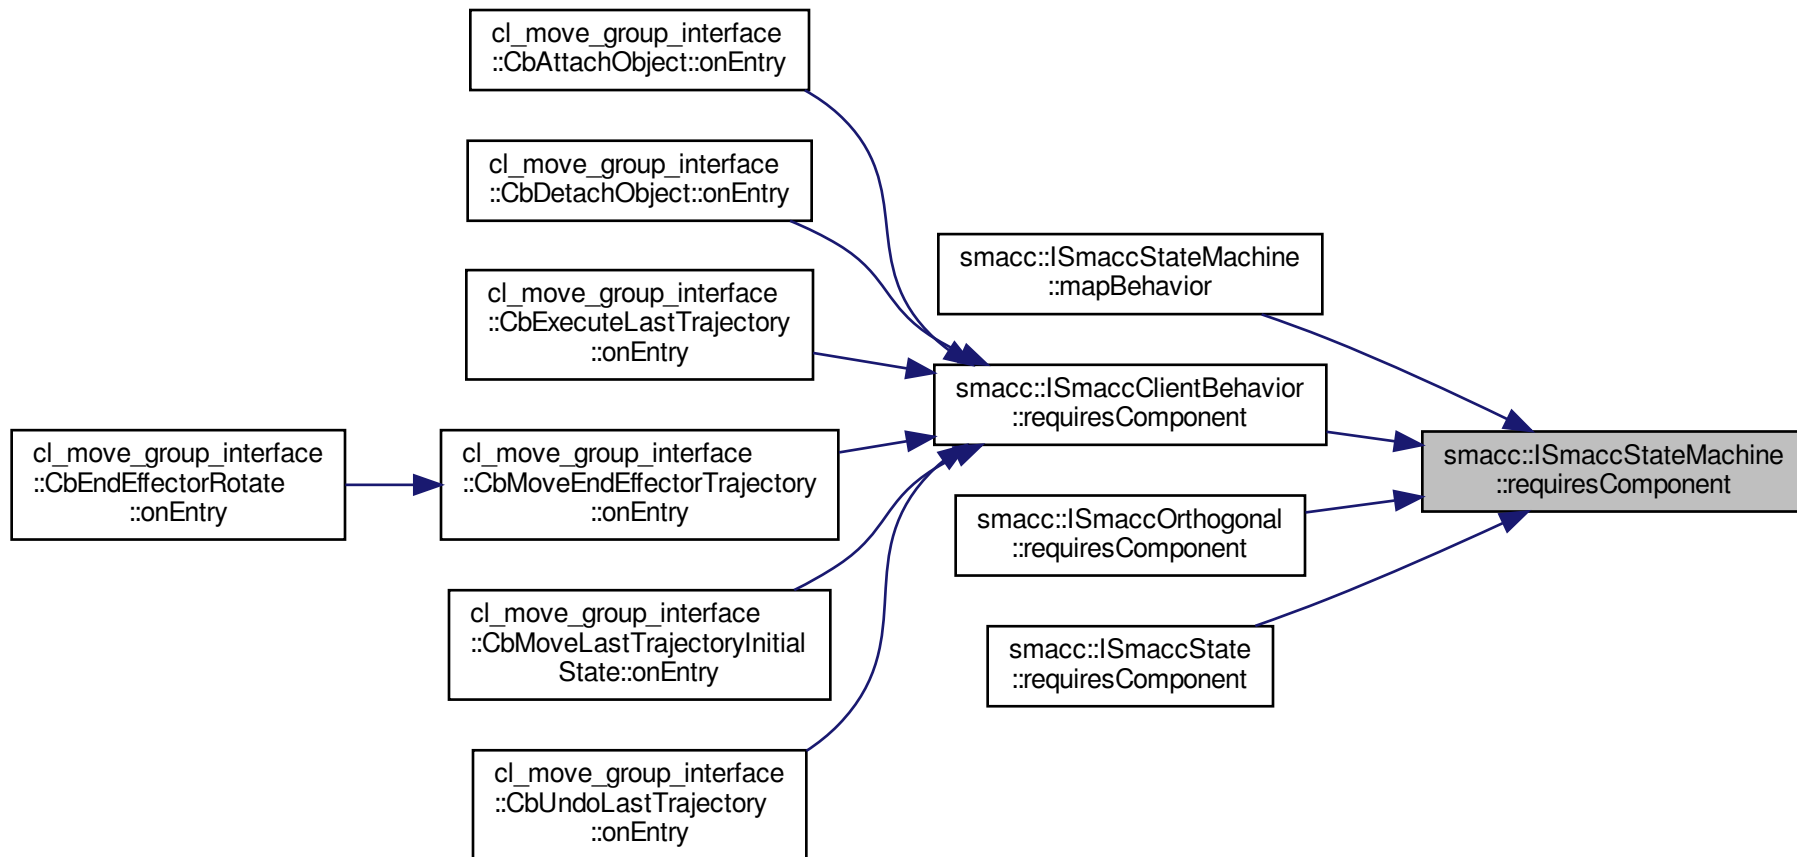 cl_move_group_interface
::CbAttachObject::onEntry
cl_move_group_interface
::CbDetachObject::onEntry
cl_move_group_interface
::CbExecuteLastTrajectory
::onEntry
cl_move_group_interface
::CbEndEffectorRotate
::onEntry
cl_move_group_interface
::CbMoveEndEffectorTrajectory
::onEntry
cl_move_group_interface
::CbMoveLastTrajectoryInitial
State::onEntry
cl_move_group_interface
::CbUndoLastTrajectory
::onEntry
smacc::ISmaccStateMachine
::mapBehavior
smacc::ISmaccClientBehavior
::requiresComponent
smacc::ISmaccOrthogonal
::requiresComponent
smacc::ISmaccState
::requiresComponent
smacc::ISmaccStateMachine
::requiresComponent